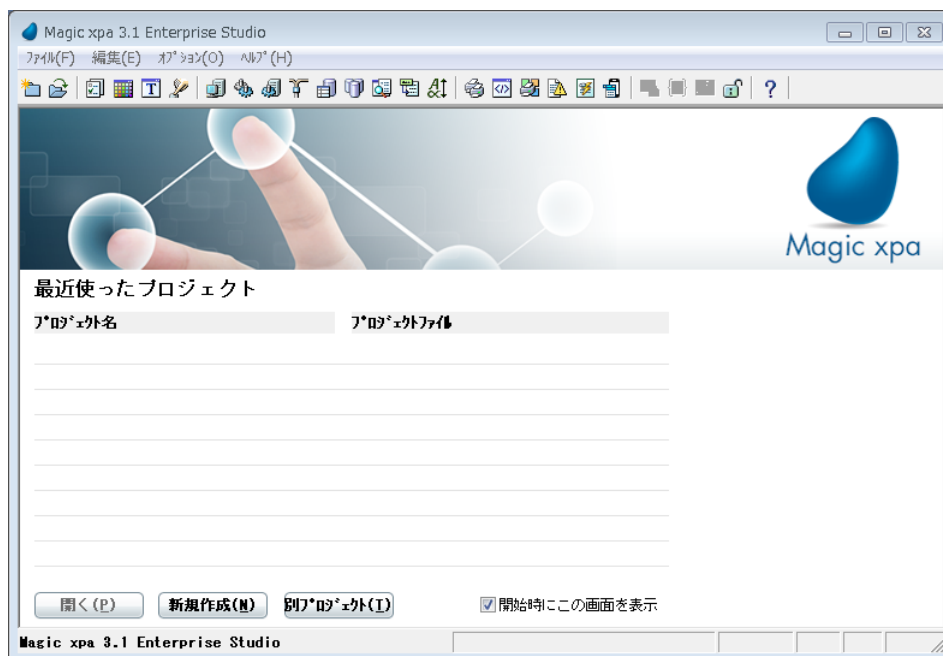 Magic xpa 3.1 Enterprise Studio
ﾌｧｲﾙ(F) 編集(E) ｵﾌﾟｼｮﾝ(O) ﾍﾙﾌﾟ(H)
Magic xpa
最近使ったプロジェクト
ﾌﾟﾛｼﾞｪｸﾄ名 ﾌﾟﾛｼﾞｪｸﾄﾌｧｲﾙ
開く(P) 新規作成(N) 別ﾌﾟﾛｼﾞｪｸﾄ(T) 開始時にこの画面を表示
Magic xpa 3.1 Enterprise Studio